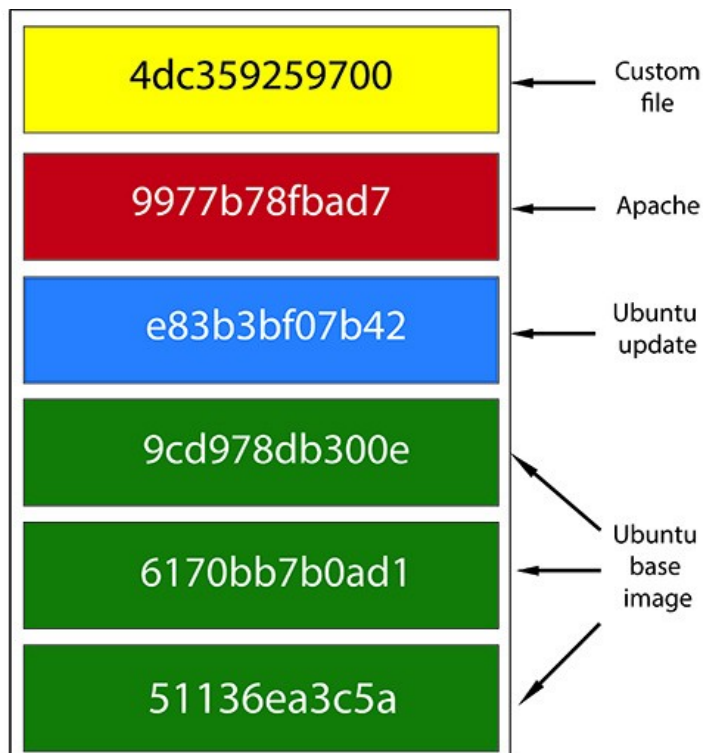 4dc359259700
Custom
file
9977b78fbad7
Apache
e83b3bf07b42
Ubuntu
update
9cd978db300e
6170bb7b0ad1
Ubuntu
base
image
51136ea3c5a